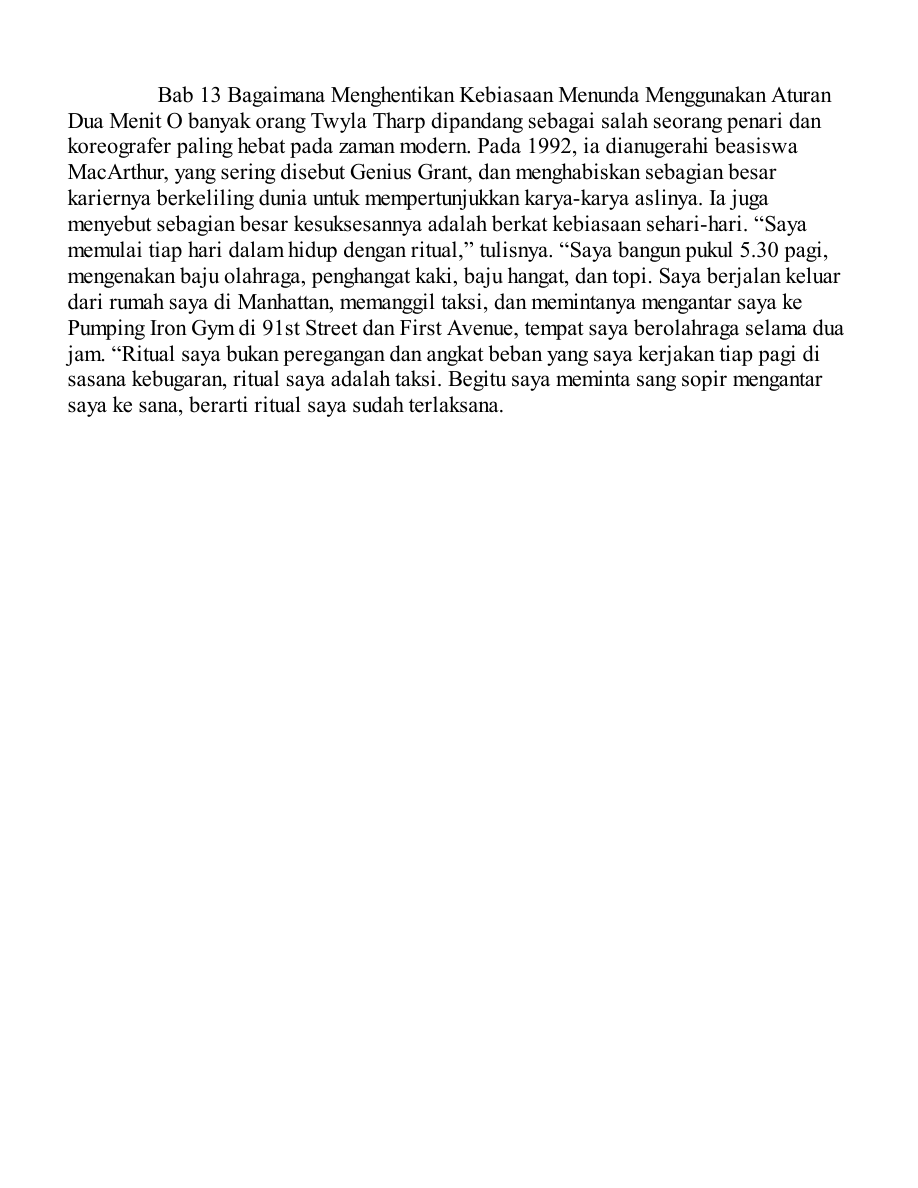 Bab 13 Bagaimana Menghentikan Kebiasaan Menunda Menggunakan Aturan
Dua Menit O banyak orang Twyla Tharp dipandang sebagai salah seorang penari dan
koreografer paling hebat pada zaman modern. Pada 1992, ia dianugerahi beasiswa
MacArthur, yang sering disebut Genius Grant, dan menghabiskan sebagian besar
kariernya berkeliling dunia untuk mempertunjukkan karya-karya aslinya. Ia juga
menyebut sebagian besar kesuksesannya adalah berkat kebiasaan sehari-hari. “Saya
memulai tiap hari dalam hidup dengan ritual,” tulisnya. “Saya bangun pukul 5.30 pagi,
mengenakan baju olahraga, penghangat kaki, baju hangat, dan topi. Saya berjalan keluar
dari rumah saya di Manhattan, memanggil taksi, dan memintanya mengantar saya ke
Pumping Iron Gym di 91st Street dan First Avenue, tempat saya berolahraga selama dua
jam. “Ritual saya bukan peregangan dan angkat beban yang saya kerjakan tiap pagi di
sasana kebugaran, ritual saya adalah taksi. Begitu saya meminta sang sopir mengantar
saya ke sana, berarti ritual saya sudah terlaksana.